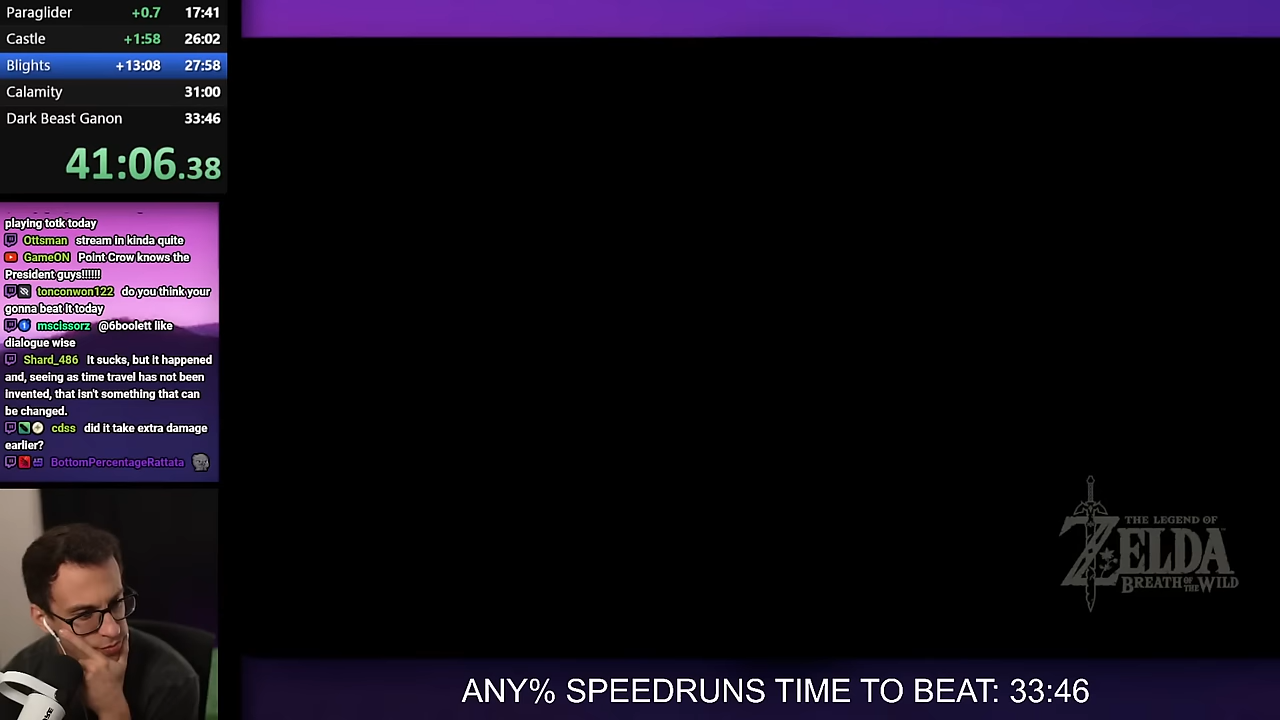 Paraglider +0.7 17:41
Castle +1:58 26:02
Blights +13:08 27:58
Calamity 31:00
Dark Beast Ganon 33:46
41:06.38
playing totk today
Ottsman stream in kinda quite
GameON Point Crow knows the
President guys!!!!!!
tonconwon122 do you think your
gonna beat it today
mscissorz @6boolett like
dialogue wise
Shard_486 It sucks, but it happened
and, seeing as time travel has not been
invented, that isn't something that can
be changed.
cdss did it take extra damage
earlier?
BottomPercentageRattata
THE LEGEND OF
ZELDA
BREATH OF THE WILD
ANY% SPEEDRUNS TIME TO BEAT: 33:46